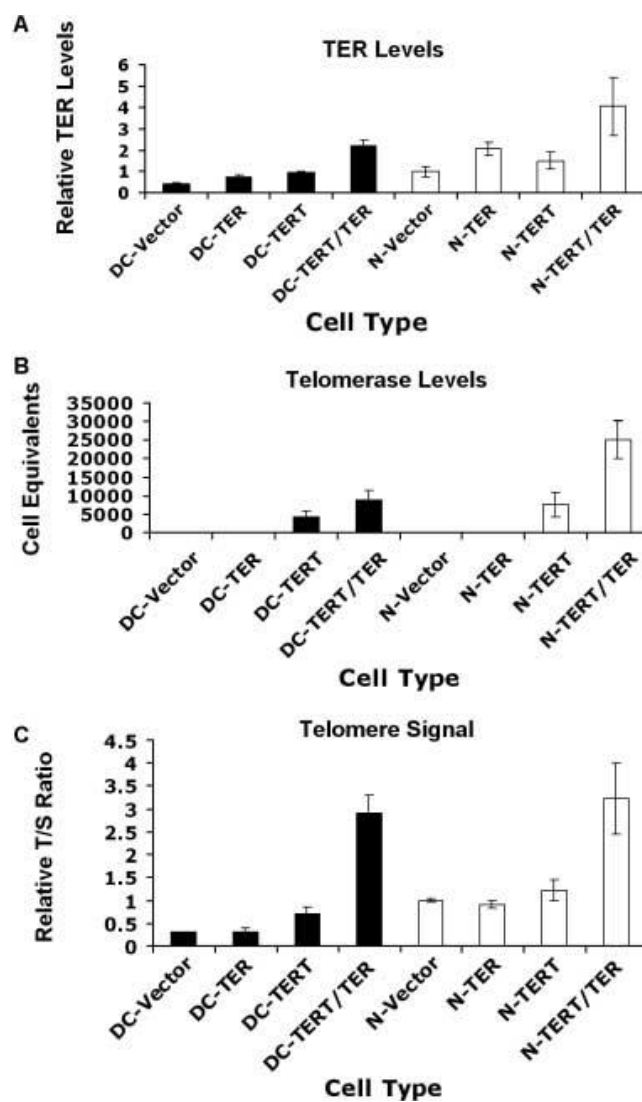 A
TER Levels
Relative TER Levels
6
5
4
3
2
1
0
DC-Vector
DC-TER
DC-TERT
DC-TERT/TER
N-Vector
N-TER
N-TERT
N-TERT/TER
Cell Type
B
Telomerase Levels
Cell Equivalents
35000
30000
25000
20000
15000
10000
5000
0
DC-Vector
DC-TER
DC-TERT
DC-TERT/TER
N-Vector
N-TER
N-TERT
N-TERT/TER
Cell Type
C
Telomere Signal
Relative T/S Ratio
4.5
4
3.5
3
2.5
2
1.5
1
0.5
0
DC-Vector
DC-TER
DC-TERT
DC-TERT/TER
N-Vector
N-TER
N-TERT
N-TERT/TER
Cell Type